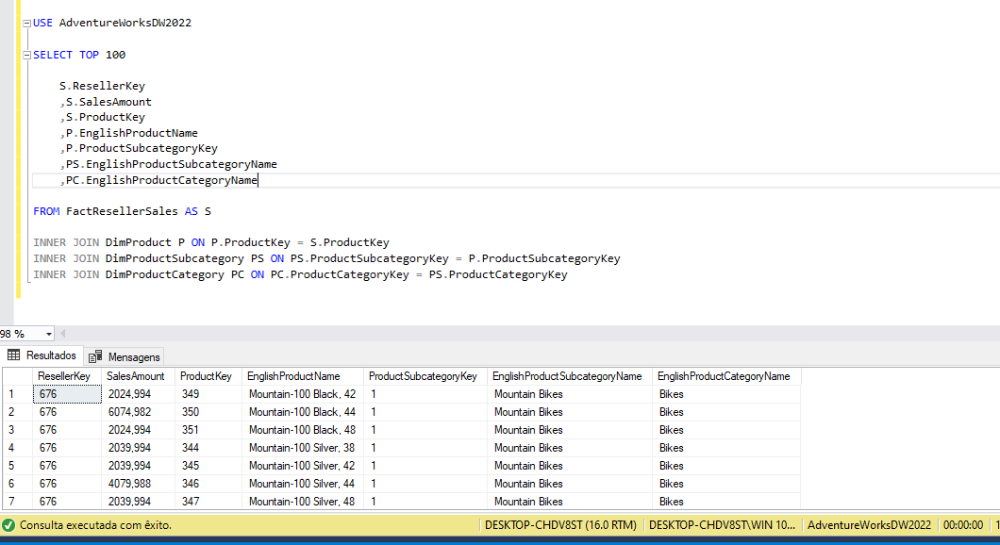 USE AdventureWorksDW2022
SELECT TOP 100
S.ResellerKey
,S.SalesAmount
,S.ProductKey
,P.EnglishProductName
,P.ProductSubcategoryKey
,PS.EnglishProductSubcategoryName
,PC.EnglishProductCategoryName
FROM FactResellerSales AS S
INNER JOIN DimProduct P ON P.ProductKey = S.ProductKey
INNER JOIN DimProductSubcategory PS ON PS.ProductSubcategoryKey = P.ProductSubcategoryKey
INNER JOIN DimProductCategory PC ON PC.ProductCategoryKey = PS.ProductCategoryKey
98 %
Resultados Mensagens
ResellerKey SalesAmount ProductKey EnglishProductName ProductSubcategoryKey EnglishProductSubcategoryName EnglishProductCategoryName
1 676 2024,994 349 Mountain-100 Black, 42 1 Mountain Bikes Bikes
2 676 6074,982 350 Mountain-100 Black, 44 1 Mountain Bikes Bikes
3 676 2024,994 351 Mountain-100 Black, 48 1 Mountain Bikes Bikes
4 676 2039,994 344 Mountain-100 Silver, 38 1 Mountain Bikes Bikes
5 676 2039,994 345 Mountain-100 Silver, 42 1 Mountain Bikes Bikes
6 676 4079,988 346 Mountain-100 Silver, 44 1 Mountain Bikes Bikes
7 676 2039,994 347 Mountain-100 Silver, 48 1 Mountain Bikes Bikes
Consulta executada com êxito. DESKTOP-CHDV8ST (16.0 RTM) DESKTOP-CHDV8ST\WIN 10... AdventureWorksDW2022 00:00:00